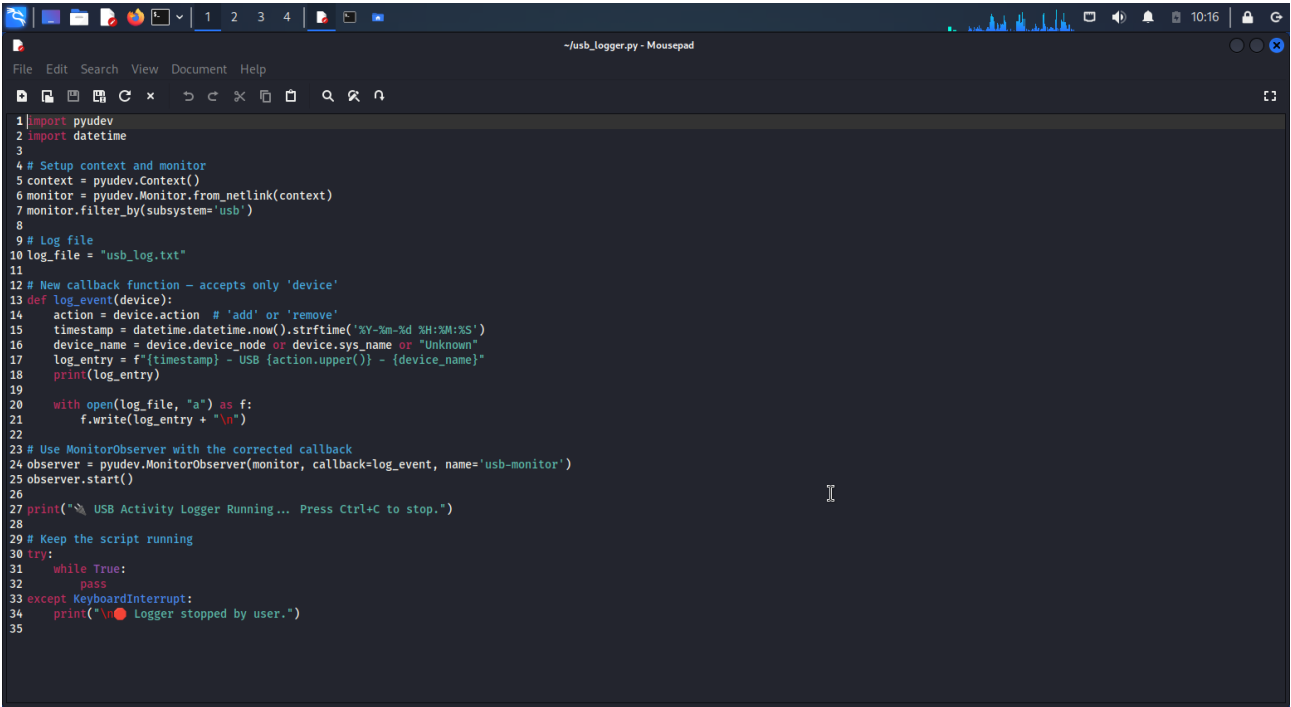 1 2 3 4 10:16
~/usb_logger.py - Mousepad
File Edit Search View Document Help
1 import pyudev
2 import datetime
3
4 # Setup context and monitor
5 context = pyudev.Context()
6 monitor = pyudev.Monitor.from_netlink(context)
7 monitor.filter_by(subsystem='usb')
8
9 # Log file
10 log_file = "usb_log.txt"
11
12 # New callback function — accepts only 'device'
13 def log_event(device):
14     action = device.action  # 'add' or 'remove'
15     timestamp = datetime.datetime.now().strftime('%Y-%m-%d %H:%M:%S')
16     device_name = device.device_node or device.sys_name or "Unknown"
17     log_entry = f"{timestamp} - USB {action.upper()} - {device_name}"
18     print(log_entry)
19
20     with open(log_file, "a") as f:
21         f.write(log_entry + "\n")
22
23 # Use MonitorObserver with the corrected callback
24 observer = pyudev.MonitorObserver(monitor, callback=log_event, name='usb-monitor')
25 observer.start()
26
27 print("🔌 USB Activity Logger Running... Press Ctrl+C to stop.")
28
29 # Keep the script running
30 try:
31     while True:
32         pass
33 except KeyboardInterrupt:
34     print("\n🛑 Logger stopped by user.")
35